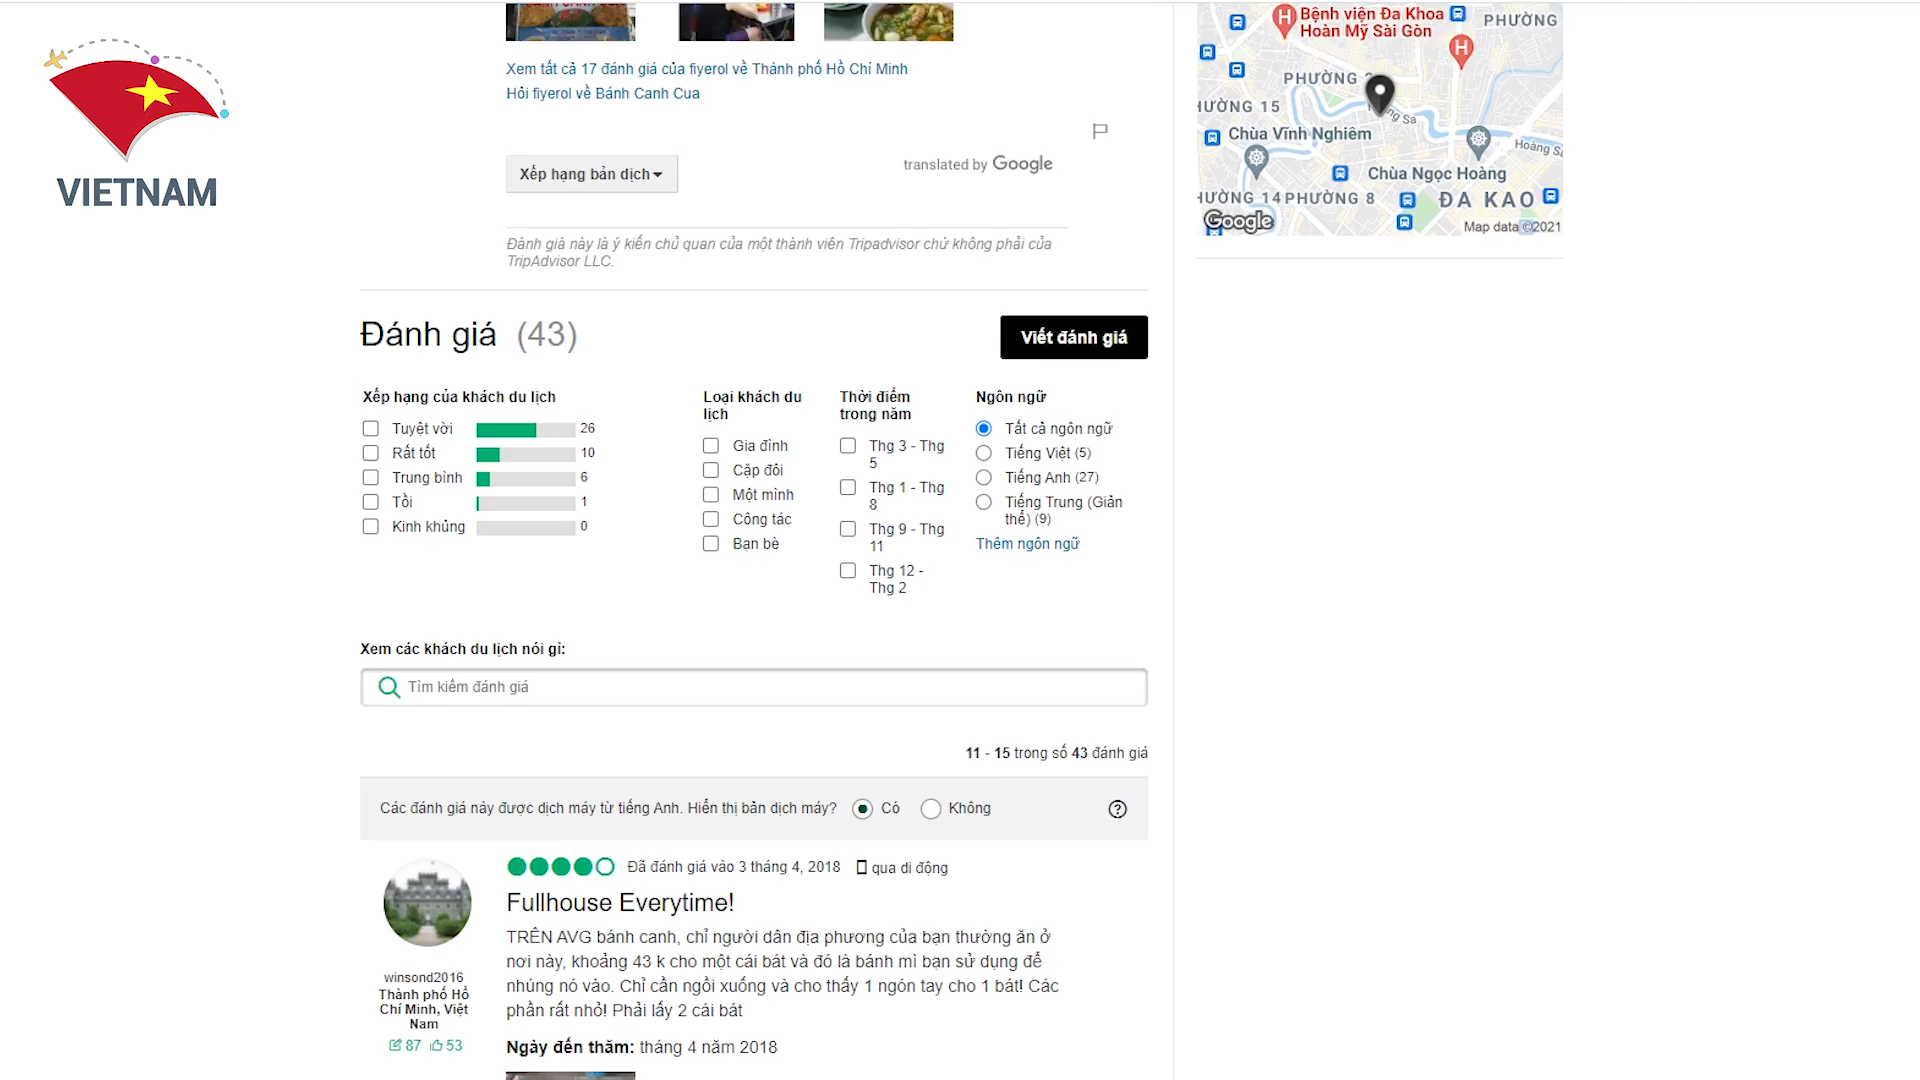 VIETNAM
Xem tất cả 17 đánh giá của fiyerol về Thành phố Hồ Chí Minh
Hỏi fiyerol về Bánh Canh Cua
Xếp hạng bản dịch
translated by Google
Đánh giá này là ý kiến chủ quan của một thành viên Tripadvisor chứ không phải của
TripAdvisor LLC.
Đánh giá (43)
Viết đánh giá
Xếp hạng của khách du lịch
Tuyệt vời 26
Rất tốt 10
Trung bình 6
Tồi 1
Kinh khủng 0
Loại khách du
lịch
Gia đình
Cặp đôi
Một mình
Công tác
Bạn bè
Thời điểm
trong năm
Thg 3 - Thg
5
Thg 1 - Thg
8
Thg 9 - Thg
11
Thg 12 -
Thg 2
Ngôn ngữ
Tất cả ngôn ngữ
Tiếng Việt (5)
Tiếng Anh (27)
Tiếng Trung (Giản
thể) (9)
Thêm ngôn ngữ
Xem các khách du lịch nói gì:
Tìm kiếm đánh giá
11 - 15 trong số 43 đánh giá
Các đánh giá này được dịch máy từ tiếng Anh. Hiển thị bản dịch máy? Có Không
Đã đánh giá vào 3 tháng 4, 2018 qua di động
Fullhouse Everytime!
TRÊN AVG bánh canh, chỉ người dân địa phương của bạn thường ăn ở
nơi này, khoảng 43 k cho một cái bát và đó là bánh mì bạn sử dụng để
nhúng nó vào. Chỉ cần ngồi xuống và cho thấy 1 ngón tay cho 1 bát! Các
phần rất nhỏ! Phải lấy 2 cái bát
Ngày đến thăm: tháng 4 năm 2018
winsond2016
Thành phố Hồ
Chí Minh, Việt
Nam
87 53
Bệnh viện Đa Khoa
Hoàn Mỹ Sài Gòn
PHƯỜNG
PHƯỜNG
HƯỜNG 15
Chùa Vĩnh Nghiêm
Hoàng Sa
Chùa Ngọc Hoàng
HƯỜNG 14 PHƯỜNG 8
ĐA KAO
Google
Map data ©2021